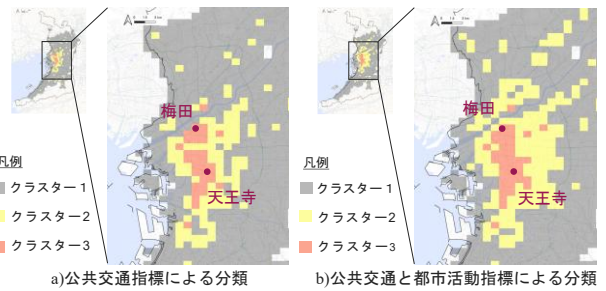 梅田
天王寺
凡例
クラスター1
クラスター2
クラスター3
a)公共交通指標による分類
梅田
天王寺
凡例
クラスター1
クラスター2
クラスター3
b)公共交通と都市活動指標による分類